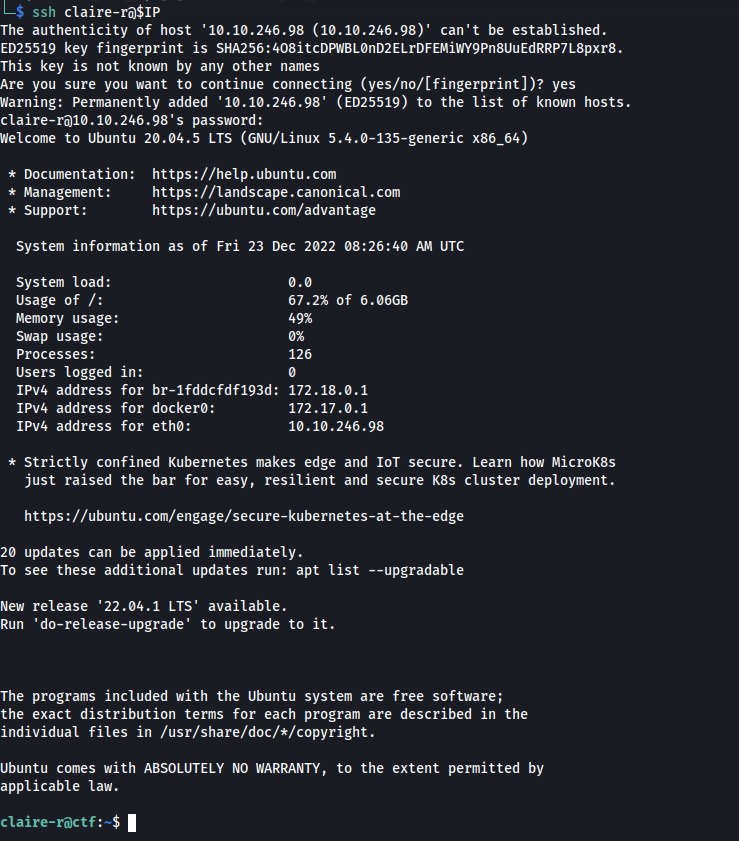 └─$ ssh claire-r@$IP
The authenticity of host '10.10.246.98 (10.10.246.98)' can't be established.
ED25519 key fingerprint is SHA256:4O8itcDPWBL0nD2ELrDFEMiWY9Pn8UuEdRRP7L8pxr8.
This key is not known by any other names
Are you sure you want to continue connecting (yes/no/[fingerprint])? yes
Warning: Permanently added '10.10.246.98' (ED25519) to the list of known hosts.
claire-r@10.10.246.98's password:
Welcome to Ubuntu 20.04.5 LTS (GNU/Linux 5.4.0-135-generic x86_64)
* Documentation:  https://help.ubuntu.com
* Management:     https://landscape.canonical.com
* Support:        https://ubuntu.com/advantage
System information as of Fri 23 Dec 2022 08:26:40 AM UTC
System load:                      0.0
Usage of /:                       67.2% of 6.06GB
Memory usage:                     49%
Swap usage:                       0%
Processes:                        126
Users logged in:                  0
IPv4 address for br-1fddcfdf193d: 172.18.0.1
IPv4 address for docker0:         172.17.0.1
IPv4 address for eth0:            10.10.246.98
* Strictly confined Kubernetes makes edge and IoT secure. Learn how MicroK8s
just raised the bar for easy, resilient and secure K8s cluster deployment.
https://ubuntu.com/engage/secure-kubernetes-at-the-edge
20 updates can be applied immediately.
To see these additional updates run: apt list --upgradable
New release '22.04.1 LTS' available.
Run 'do-release-upgrade' to upgrade to it.
The programs included with the Ubuntu system are free software;
the exact distribution terms for each program are described in the
individual files in /usr/share/doc/*/copyright.
Ubuntu comes with ABSOLUTELY NO WARRANTY, to the extent permitted by
applicable law.
claire-r@ctf:~$